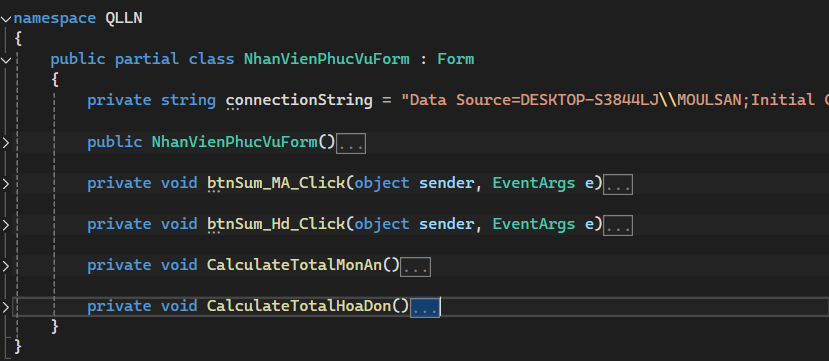 namespace QLLN
{
public partial class NhanVienPhucVuForm : Form
{
private string connectionString = "Data Source=DESKTOP-S3844LJ\\MOULSAN;Initial
public NhanVienPhucVuForm()...
private void btnSum_MA_Click(object sender, EventArgs e)...
private void btnSum_Hd_Click(object sender, EventArgs e)...
private void CalculateTotalMonAn()...
private void CalculateTotalHoaDon()...
}
}